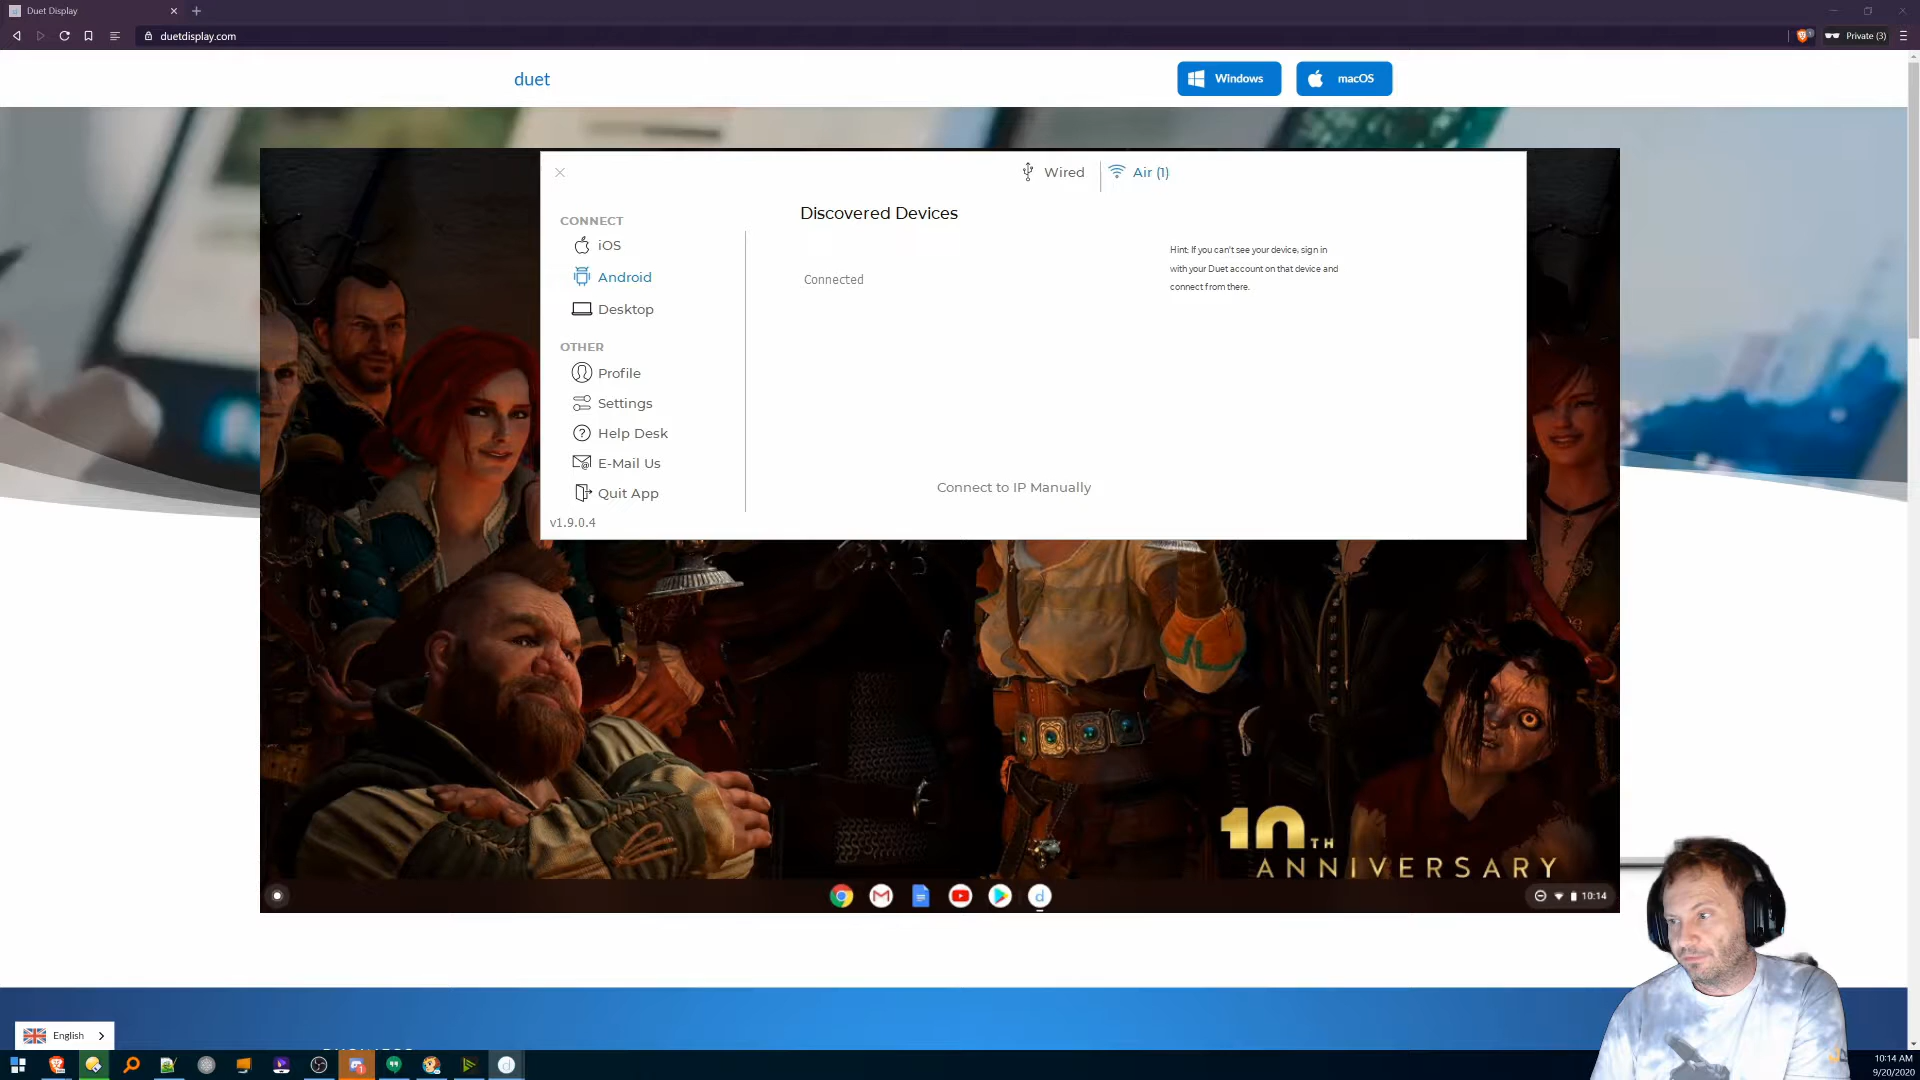 Duet Display
duetdisplay.com
Private (3)
duet
Windows
macOS
Wired
Air (1)
CONNECT
iOS
Android
Desktop
OTHER
Profile
Settings
Help Desk
E-Mail Us
Quit App
v1.9.0.4
Discovered Devices
Connected
Hint: If you can't see your device, sign in
with your Duet account on that device and
connect from there.
Connect to IP Manually
10TH
ANNIVERSARY
10:14
English
10:14 AM
9/20/2020